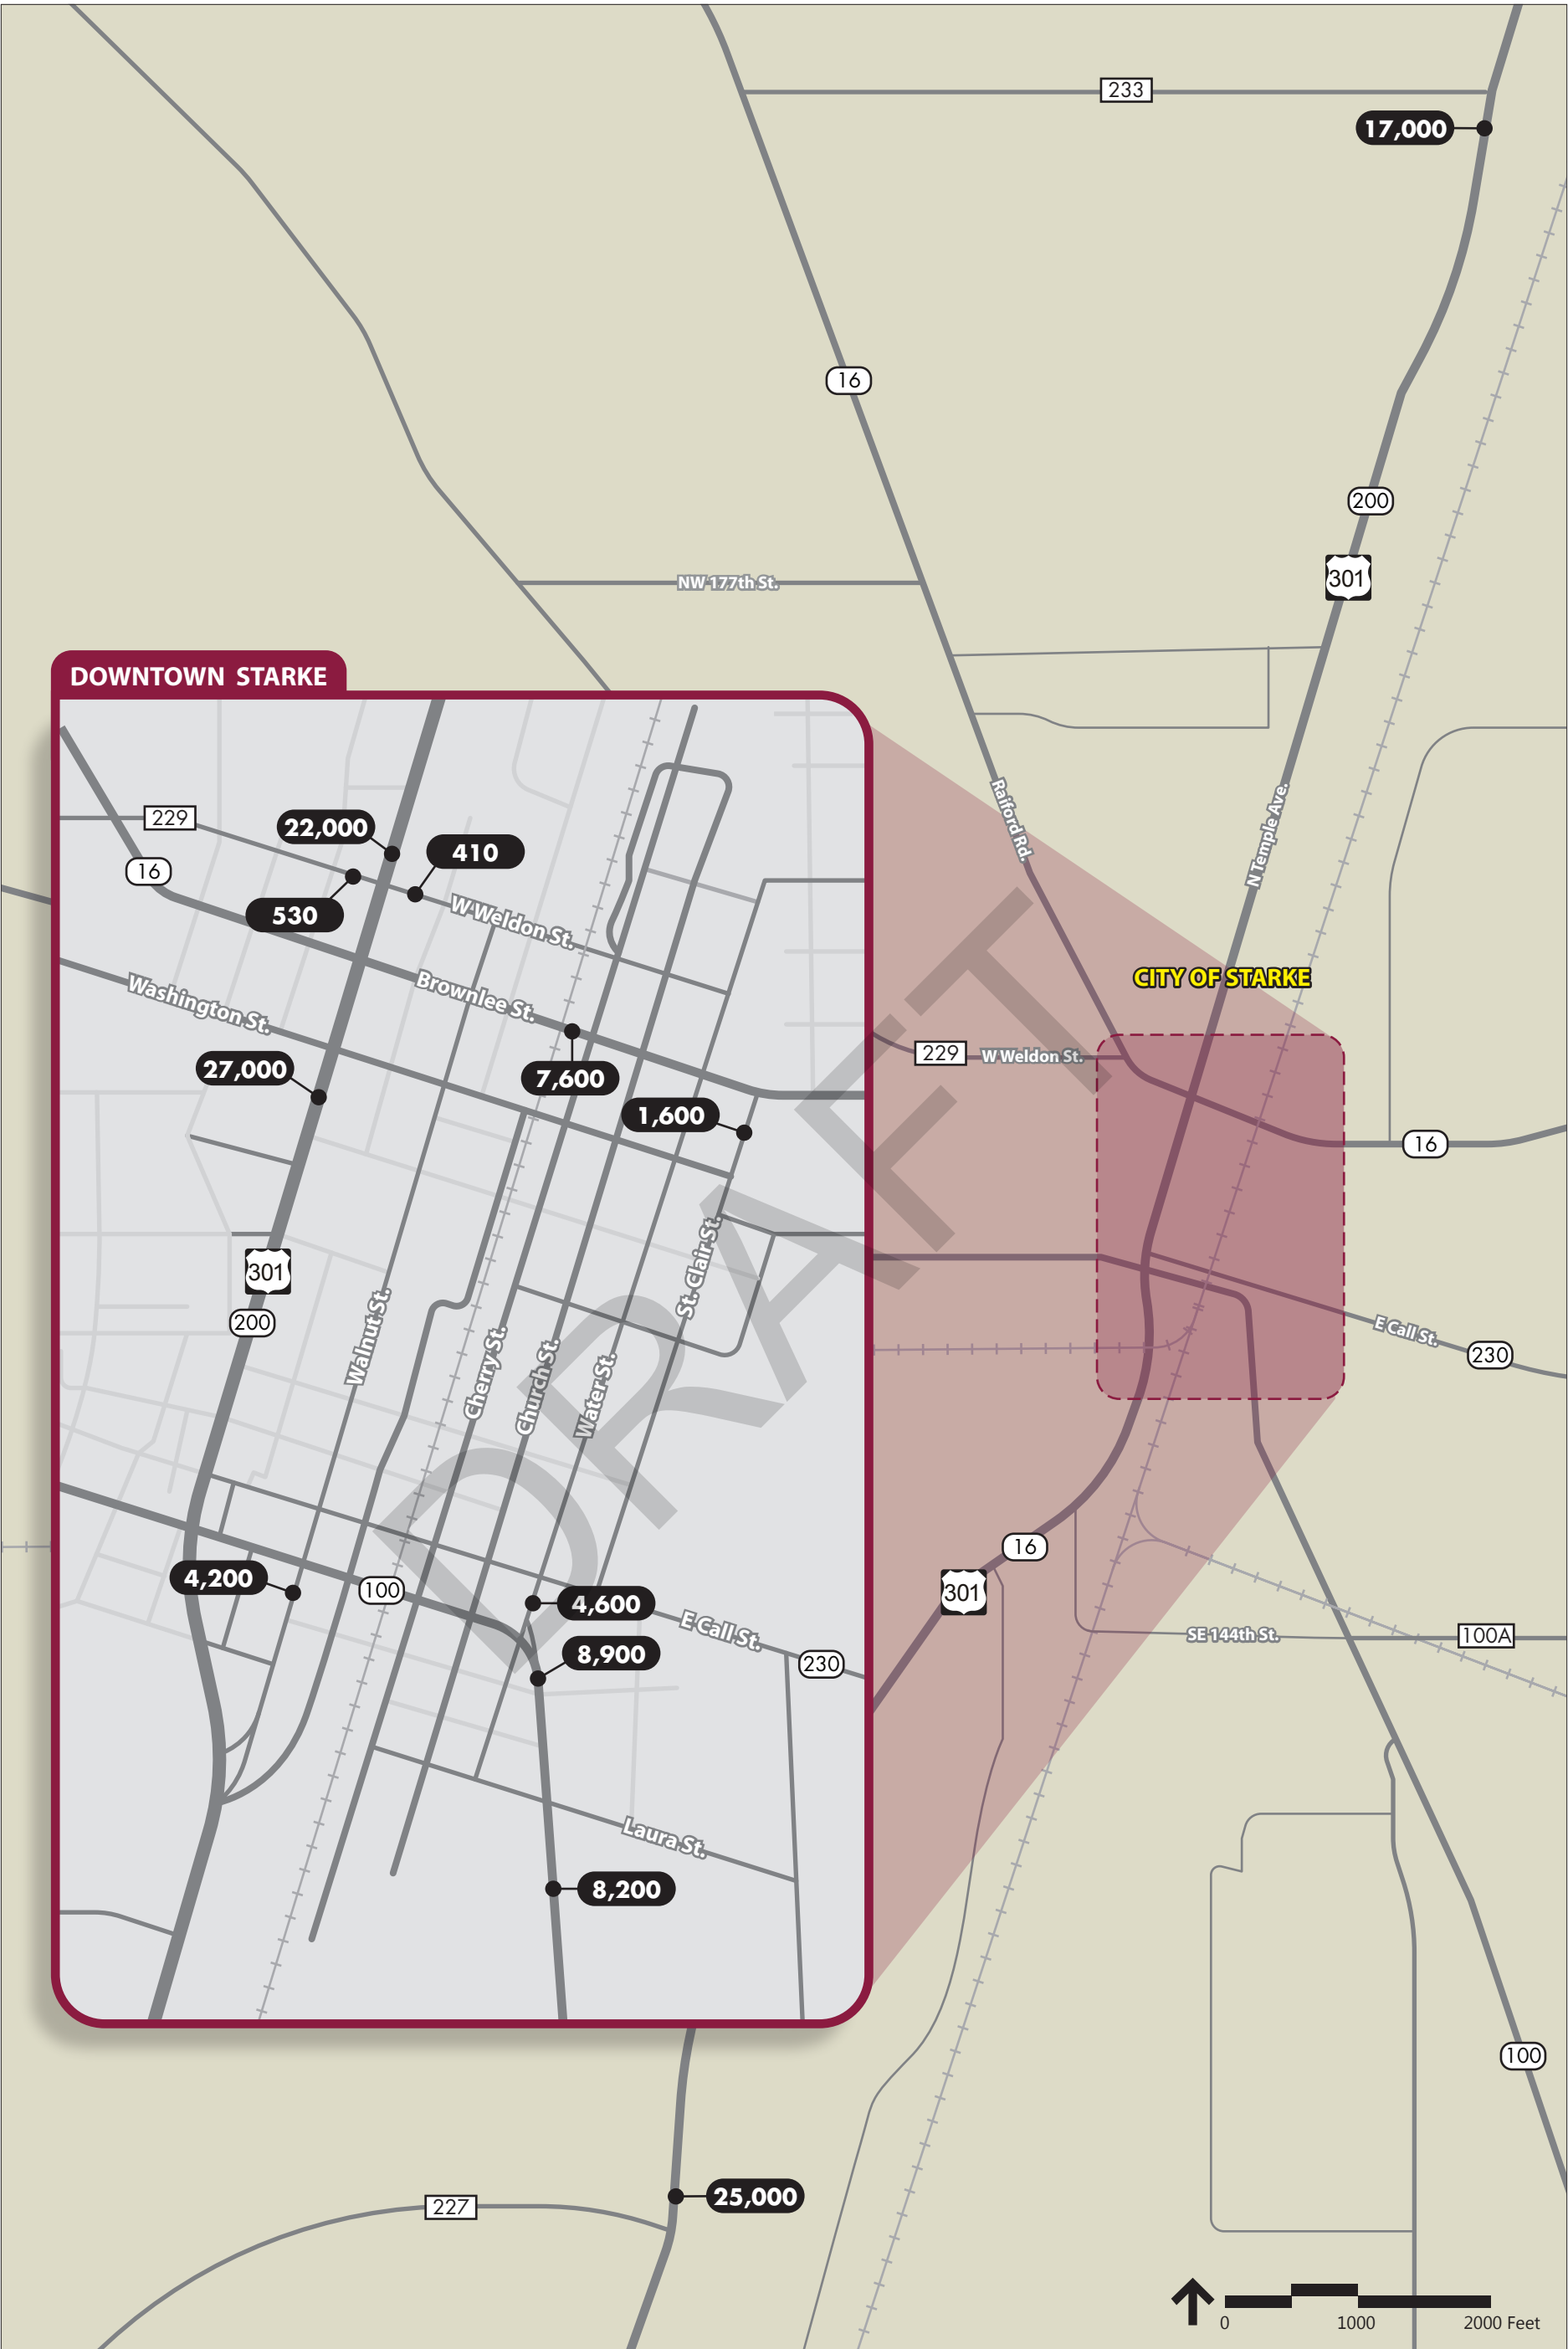 233
17,000
16
200
301
NW 177th St.
DOWNTOWN STARKE
Raiford Rd.
N Temple Ave.
229
22,000
410
16
530
W Weldon St.
CITY OF STARKE
Washington St.
Brownlee St.
229
W Weldon St.
27,000
7,600
1,600
16
301
200
St. Clair St.
Walnut St.
Cherry St.
Church St.
Water St.
E Call St.
230
DRAFT
16
301
4,200
100
4,600
E Call St.
8,900
230
SE 144th St.
100A
Laura St.
8,200
100
25,000
227
0 1000 2000 Feet